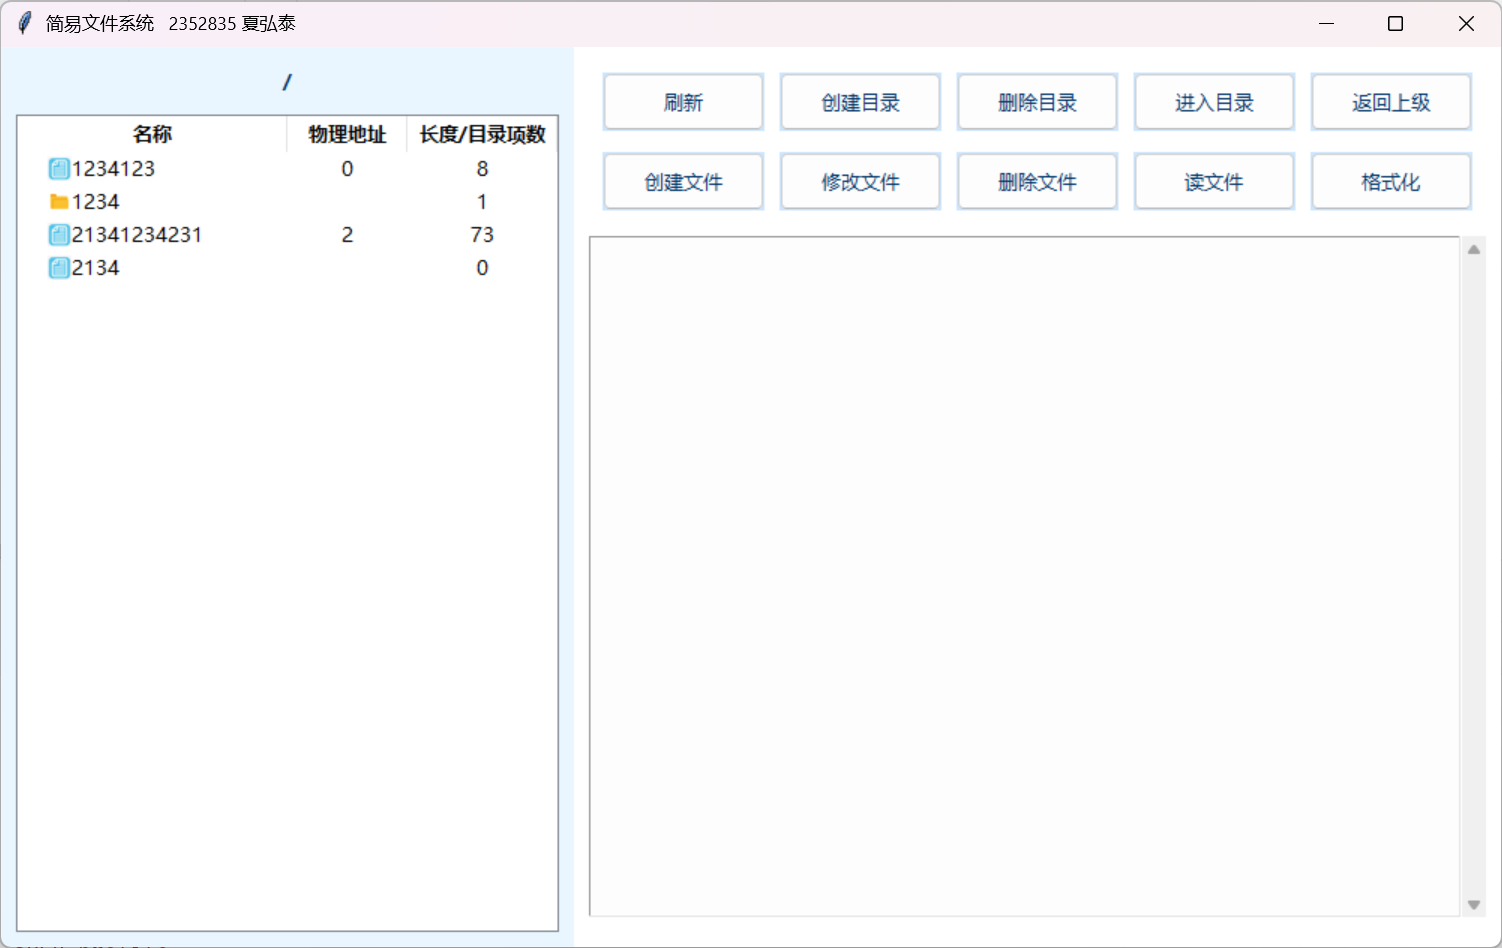 简易文件系统 2352835 夏弘泰
/
名称 物理地址 长度/目录项数
1234123 0 8
1234 1
21341234231 2 73
2134 0
刷新 创建目录 删除目录 进入目录 返回上级
创建文件 修改文件 删除文件 读文件 格式化